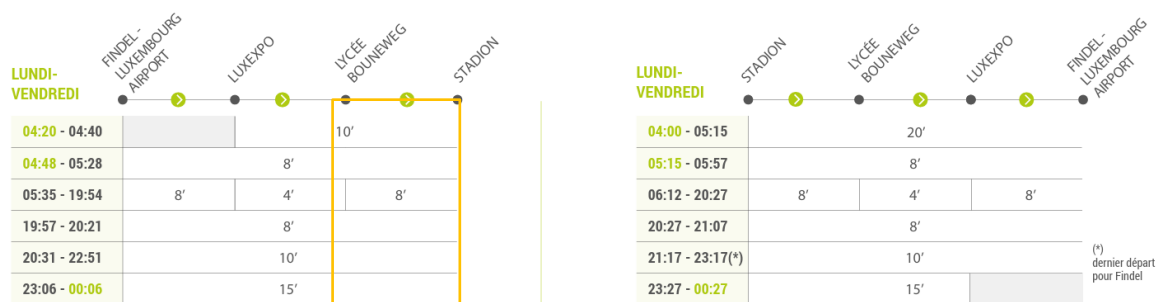 LUNDI-
VENDREDI
FINDEL -
LUXEMBOURG
AIRPORT
LUXEXPO
LYCÉE
BOUNEWEG
STADION
04:20 - 04:40
10’
04:48 - 05:28
8’
05:35 - 19:54
8’ 4’ 8’
19:57 - 20:21
8’
20:31 - 22:51
10’
23:06 - 00:06
15’
LUNDI-
VENDREDI
STADION
LYCÉE
BOUNEWEG
LUXEXPO
FINDEL -
LUXEMBOURG
AIRPORT
04:00 - 05:15
20’
05:15 - 05:57
8’
06:12 - 20:27
8’ 4’ 8’
20:27 - 21:07
8’
21:17 - 23:17(*)
10’
23:27 - 00:27
15’
(*)
dernier départ
pour Findel